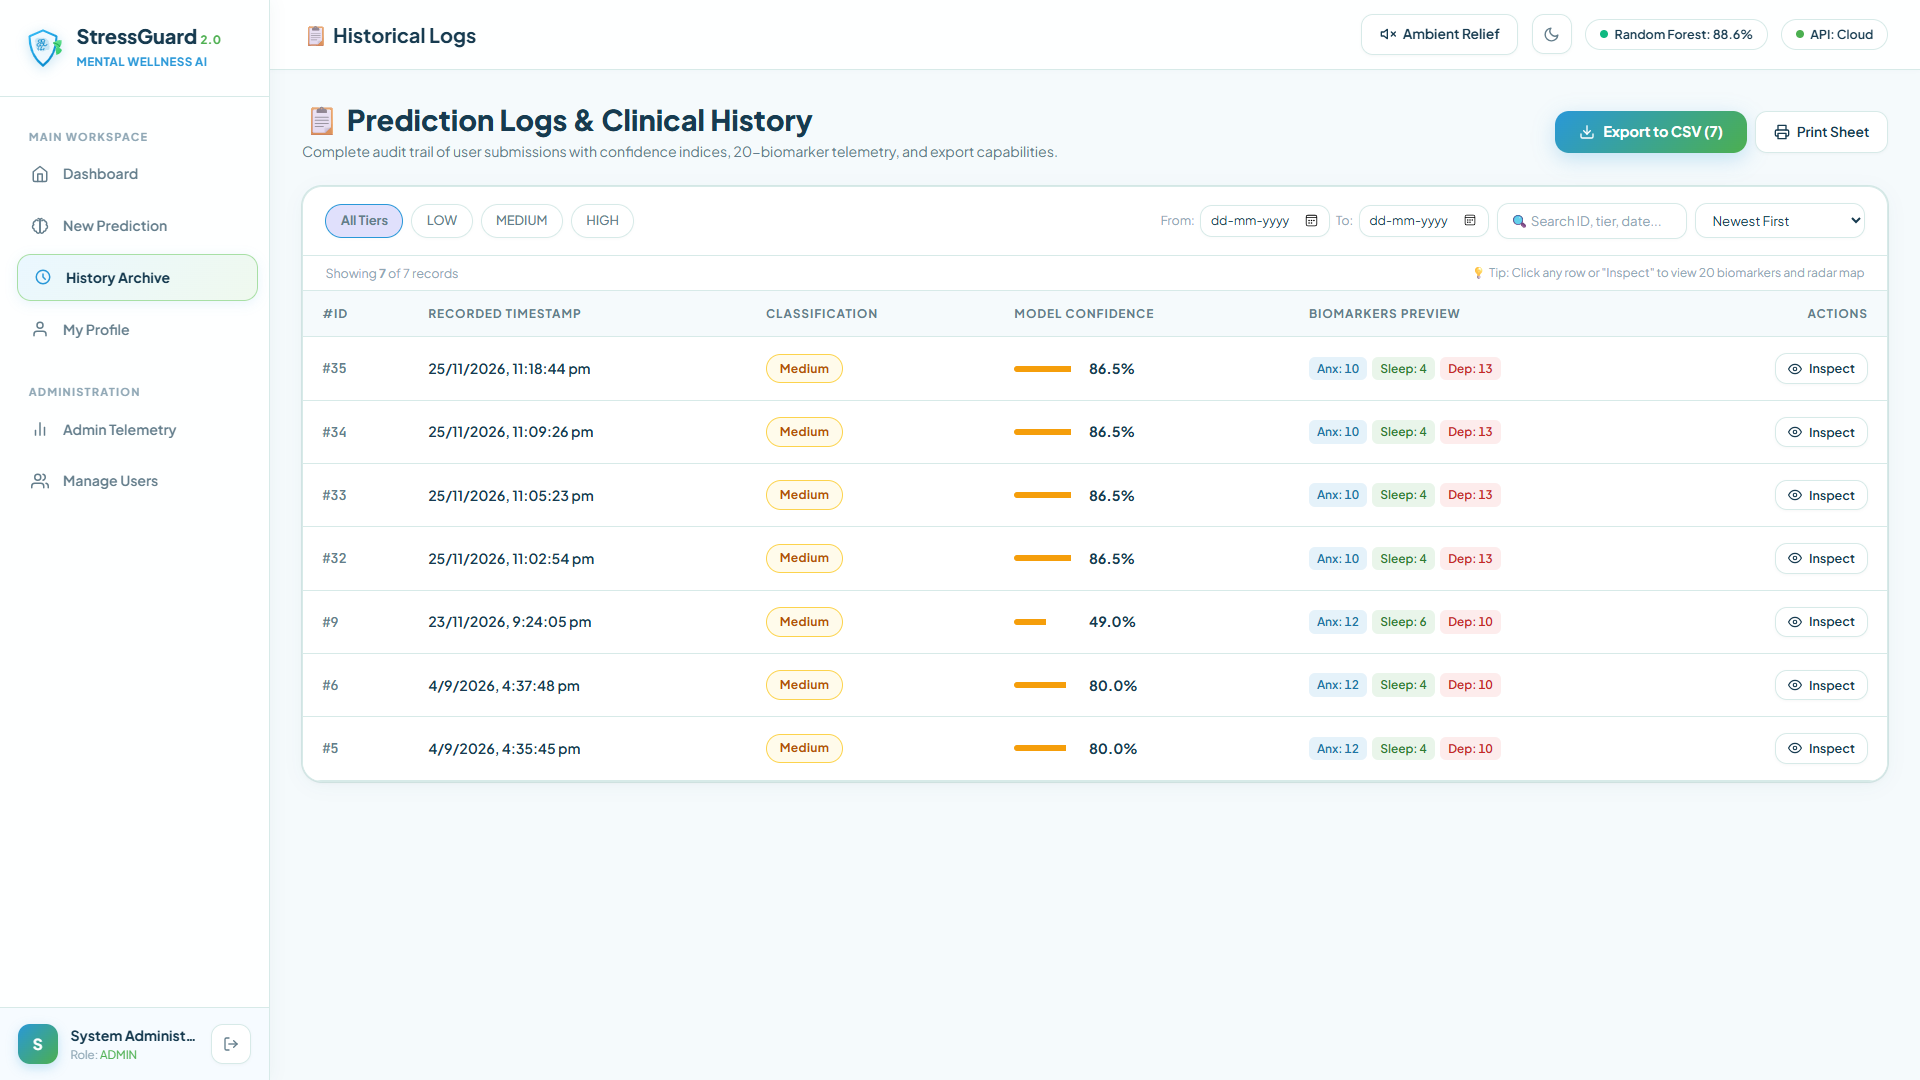 StressGuard 2.0
MENTAL WELLNESS AI
MAIN WORKSPACE
Dashboard
New Prediction
History Archive
My Profile
ADMINISTRATION
Admin Telemetry
Manage Users
S
System Administ...
Role: ADMIN
Historical Logs
Ambient Relief
Random Forest: 88.6%
API: Cloud
Prediction Logs & Clinical History
Complete audit trail of user submissions with confidence indices, 20-biomarker telemetry, and export capabilities.
Export to CSV (7)
Print Sheet
All Tiers
LOW
MEDIUM
HIGH
From: dd-mm-yyyy
To: dd-mm-yyyy
Search ID, tier, date...
Newest First
Showing 7 of 7 records
Tip: Click any row or "Inspect" to view 20 biomarkers and radar map
#ID RECORDED TIMESTAMP CLASSIFICATION MODEL CONFIDENCE BIOMARKERS PREVIEW ACTIONS
#35 25/11/2026, 11:18:44 pm Medium 86.5% Anx: 10 Sleep: 4 Dep: 13 Inspect
#34 25/11/2026, 11:09:26 pm Medium 86.5% Anx: 10 Sleep: 4 Dep: 13 Inspect
#33 25/11/2026, 11:05:23 pm Medium 86.5% Anx: 10 Sleep: 4 Dep: 13 Inspect
#32 25/11/2026, 11:02:54 pm Medium 86.5% Anx: 10 Sleep: 4 Dep: 13 Inspect
#9 23/11/2026, 9:24:05 pm Medium 49.0% Anx: 12 Sleep: 6 Dep: 10 Inspect
#6 4/9/2026, 4:37:48 pm Medium 80.0% Anx: 12 Sleep: 4 Dep: 10 Inspect
#5 4/9/2026, 4:35:45 pm Medium 80.0% Anx: 12 Sleep: 4 Dep: 10 Inspect